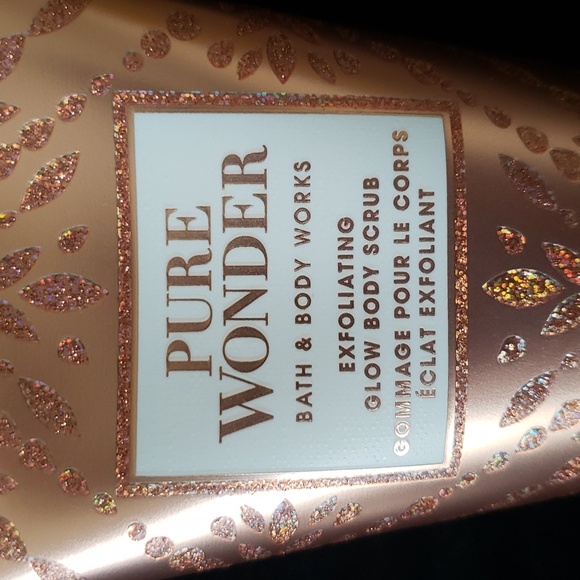 PURE
WONDER
BATH & BODY WORKS
EXFOLIATING
GLOW BODY SCRUB
GOMMAGE POUR LE CORPS
ÉCLAT EXFOLIANT